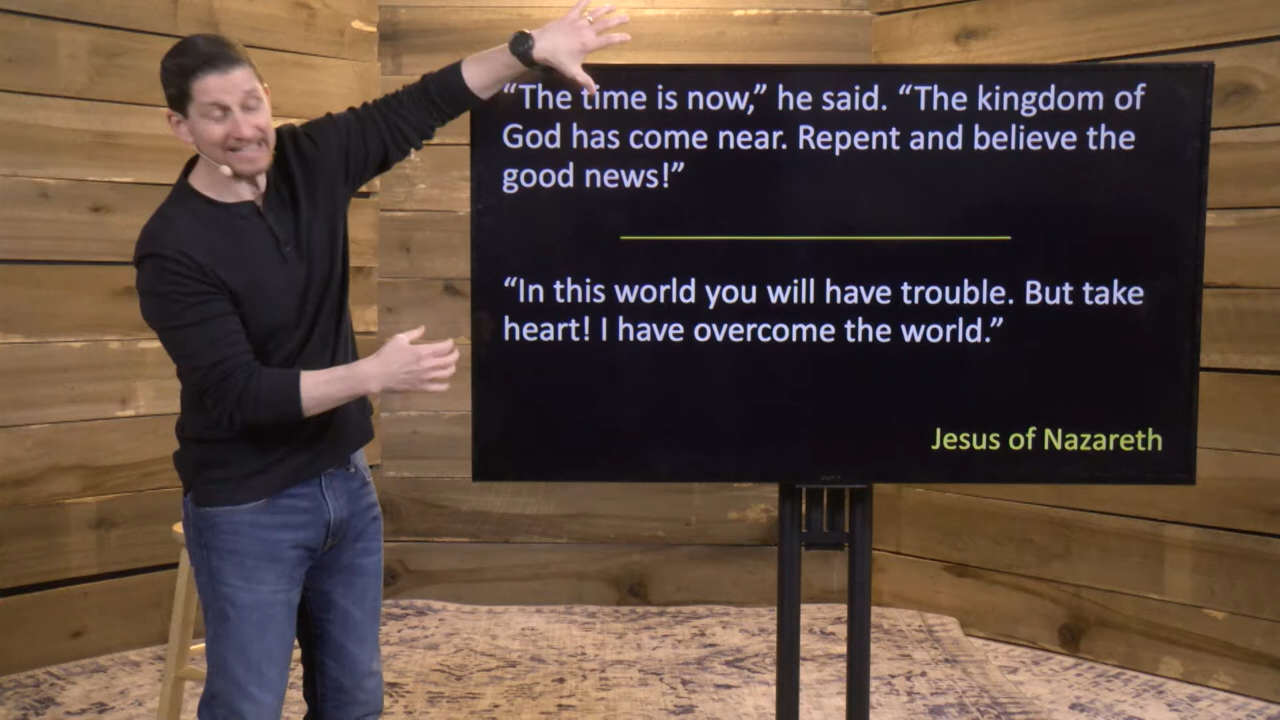 “The time is now,” he said. “The kingdom of
God has come near. Repent and believe the
good news!”
“In this world you will have trouble. But take
heart! I have overcome the world.”
Jesus of Nazareth